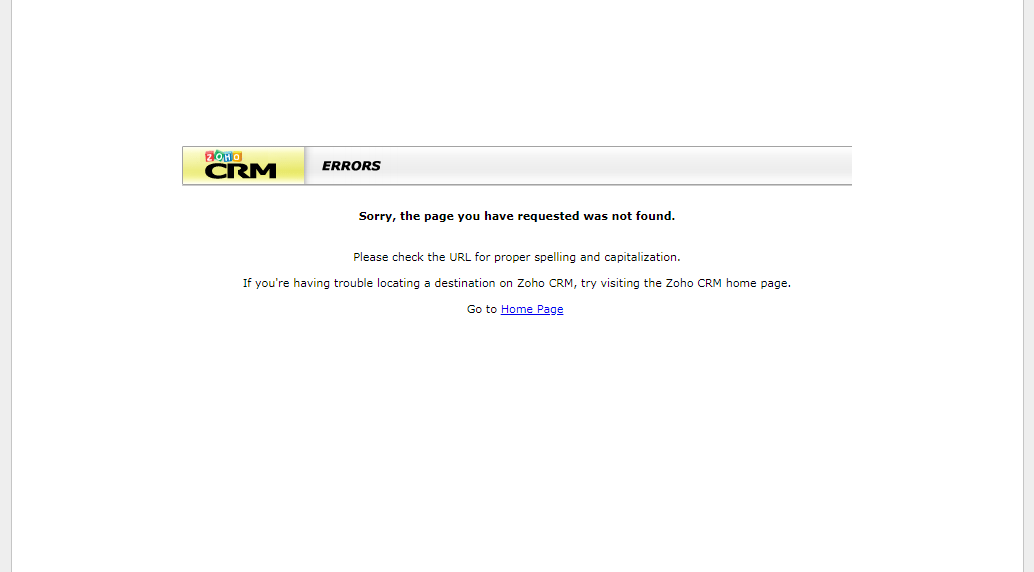 ZOHO
CRM
ERRORS
Sorry, the page you have requested was not found.
Please check the URL for proper spelling and capitalization.
If you're having trouble locating a destination on Zoho CRM, try visiting the Zoho CRM home page.
Go to Home Page